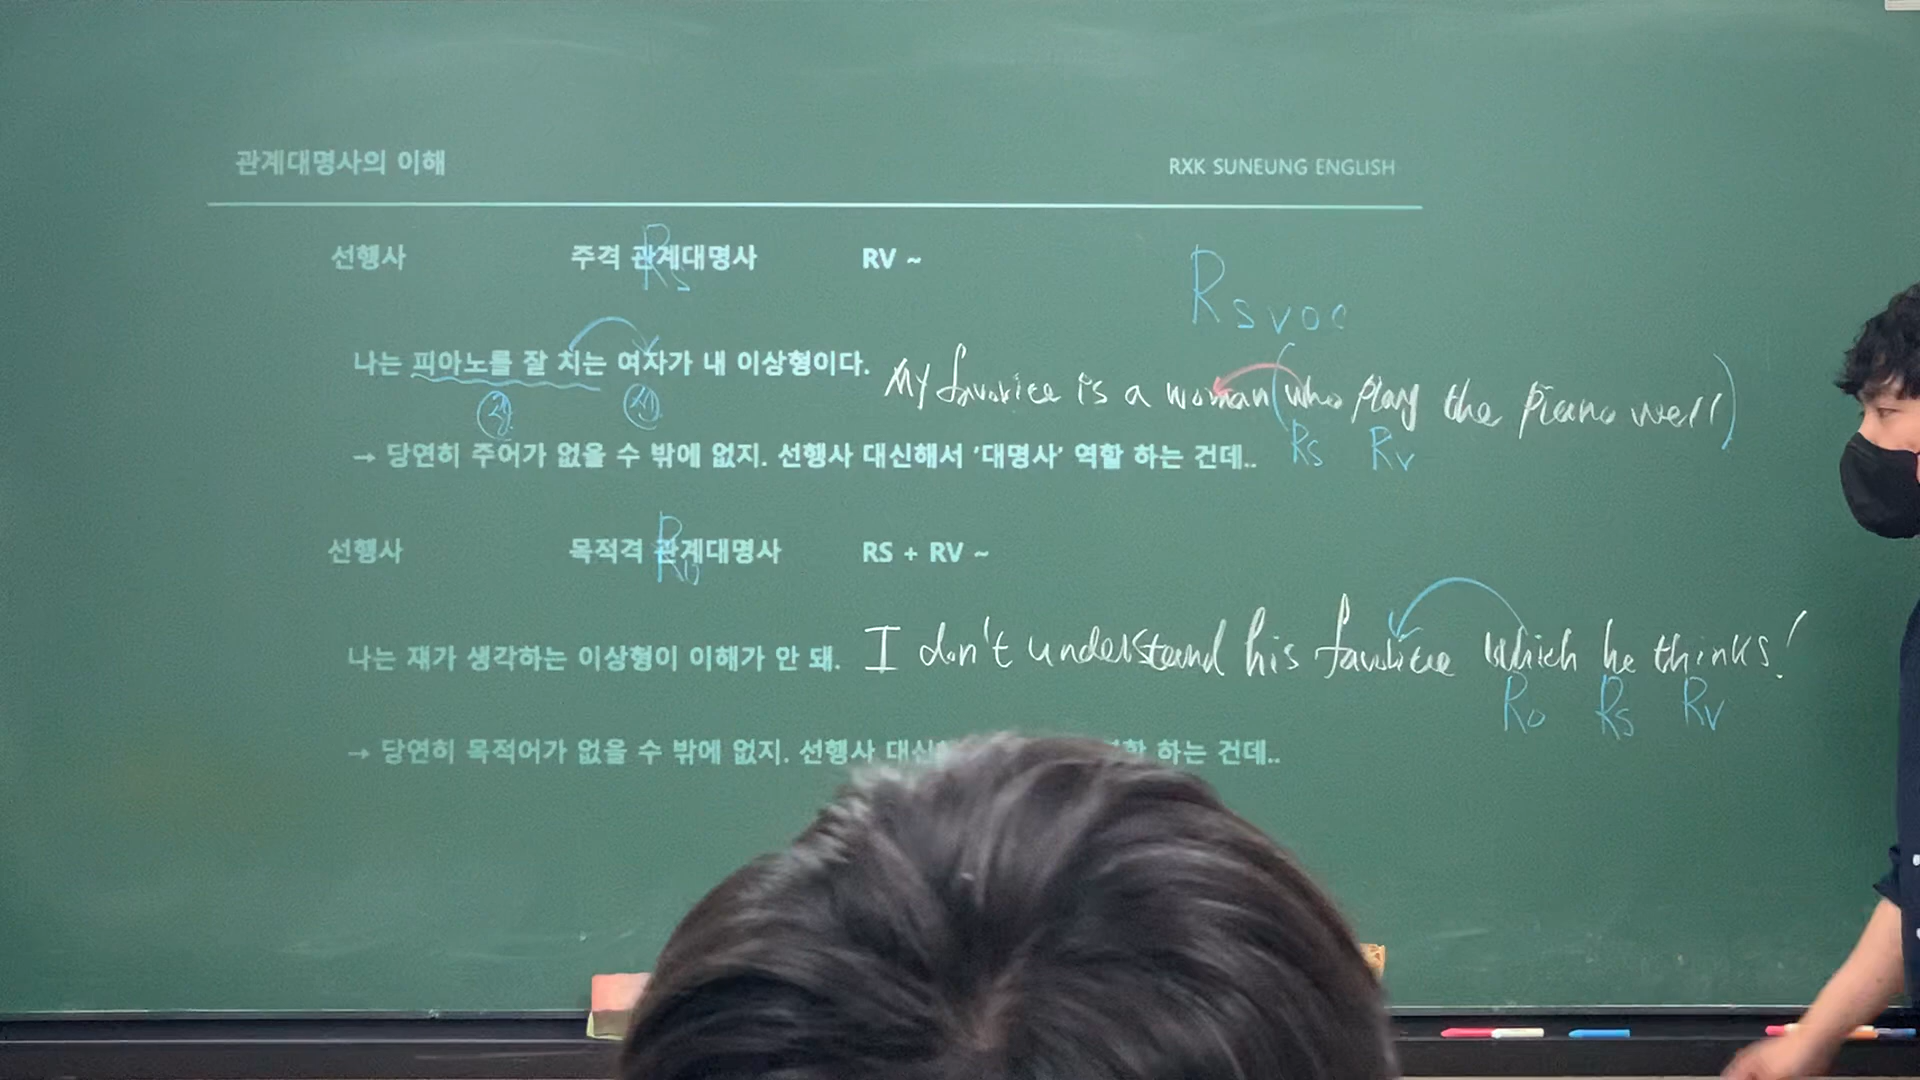 관계대명사의 이해 RXK SUNEUNG ENGLISH
선행사 주격 관계대명사 RV ~
Rs
RSVOC
나는 피아노를 잘 치는 여자가 내 이상형이다. My favorite is a woman (who play the piano well)
Rs Rv
→ 당연히 주어가 없을 수 밖에 없지. 선행사 대신해서 '대명사' 역할 하는 건데..
선행사 목적격 관계대명사 RS + RV ~
Ro
나는 쟤가 생각하는 이상형이 이해가 안 돼. I don't understand his favorite which he thinks!
Ro Rs Rv
→ 당연히 목적어가 없을 수 밖에 없지. 선행사 하는 건데..